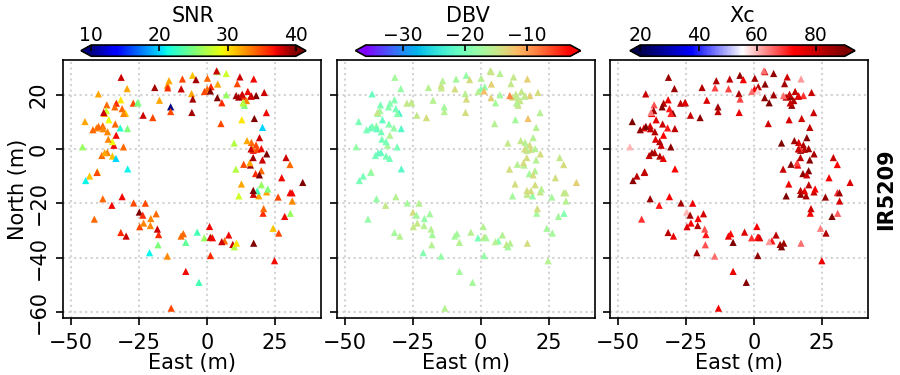 SNR DBV Xc
10 20 30 40 −30 −20 −10 20 40 60 80
20
0
−20
−40
−60
North (m)
−50 −25 0 25 −50 −25 0 25 −50 −25 0 25
East (m) East (m) East (m)
IR5209